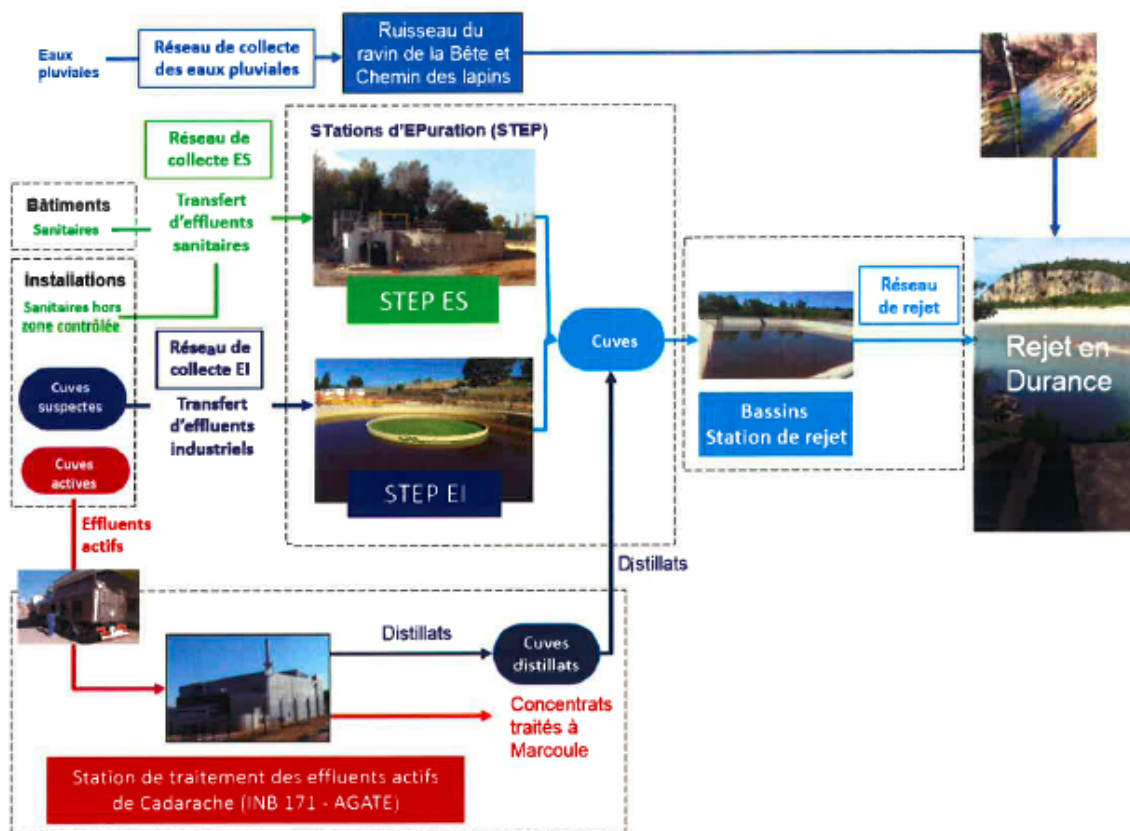 Eaux
pluviales
Réseau de collecte
des eaux pluviales
Ruisseau du
ravin de la Bête et
Chemin des lapins
Réseau de
collecte ES
STations d'EPuration (STEP)
Bâtiments
Sanitaires
Transfert
d'effluents
sanitaires
Installations
Sanitaires hors
zone contrôlée
STEP ES
Réseau de
collecte EI
Cuves
Réseau
de rejet
Rejet en
Durance
Cuves
suspectes
Transfert
d'effluents
industriels
Bassins
Station de rejet
Cuves
actives
STEP EI
Effluents
actifs
Distillats
Distillats
Cuves
distillats
Concentrats
traités à
Marcoule
Station de traitement des effluents actifs
de Cadarache (INB 171 - AGATE)